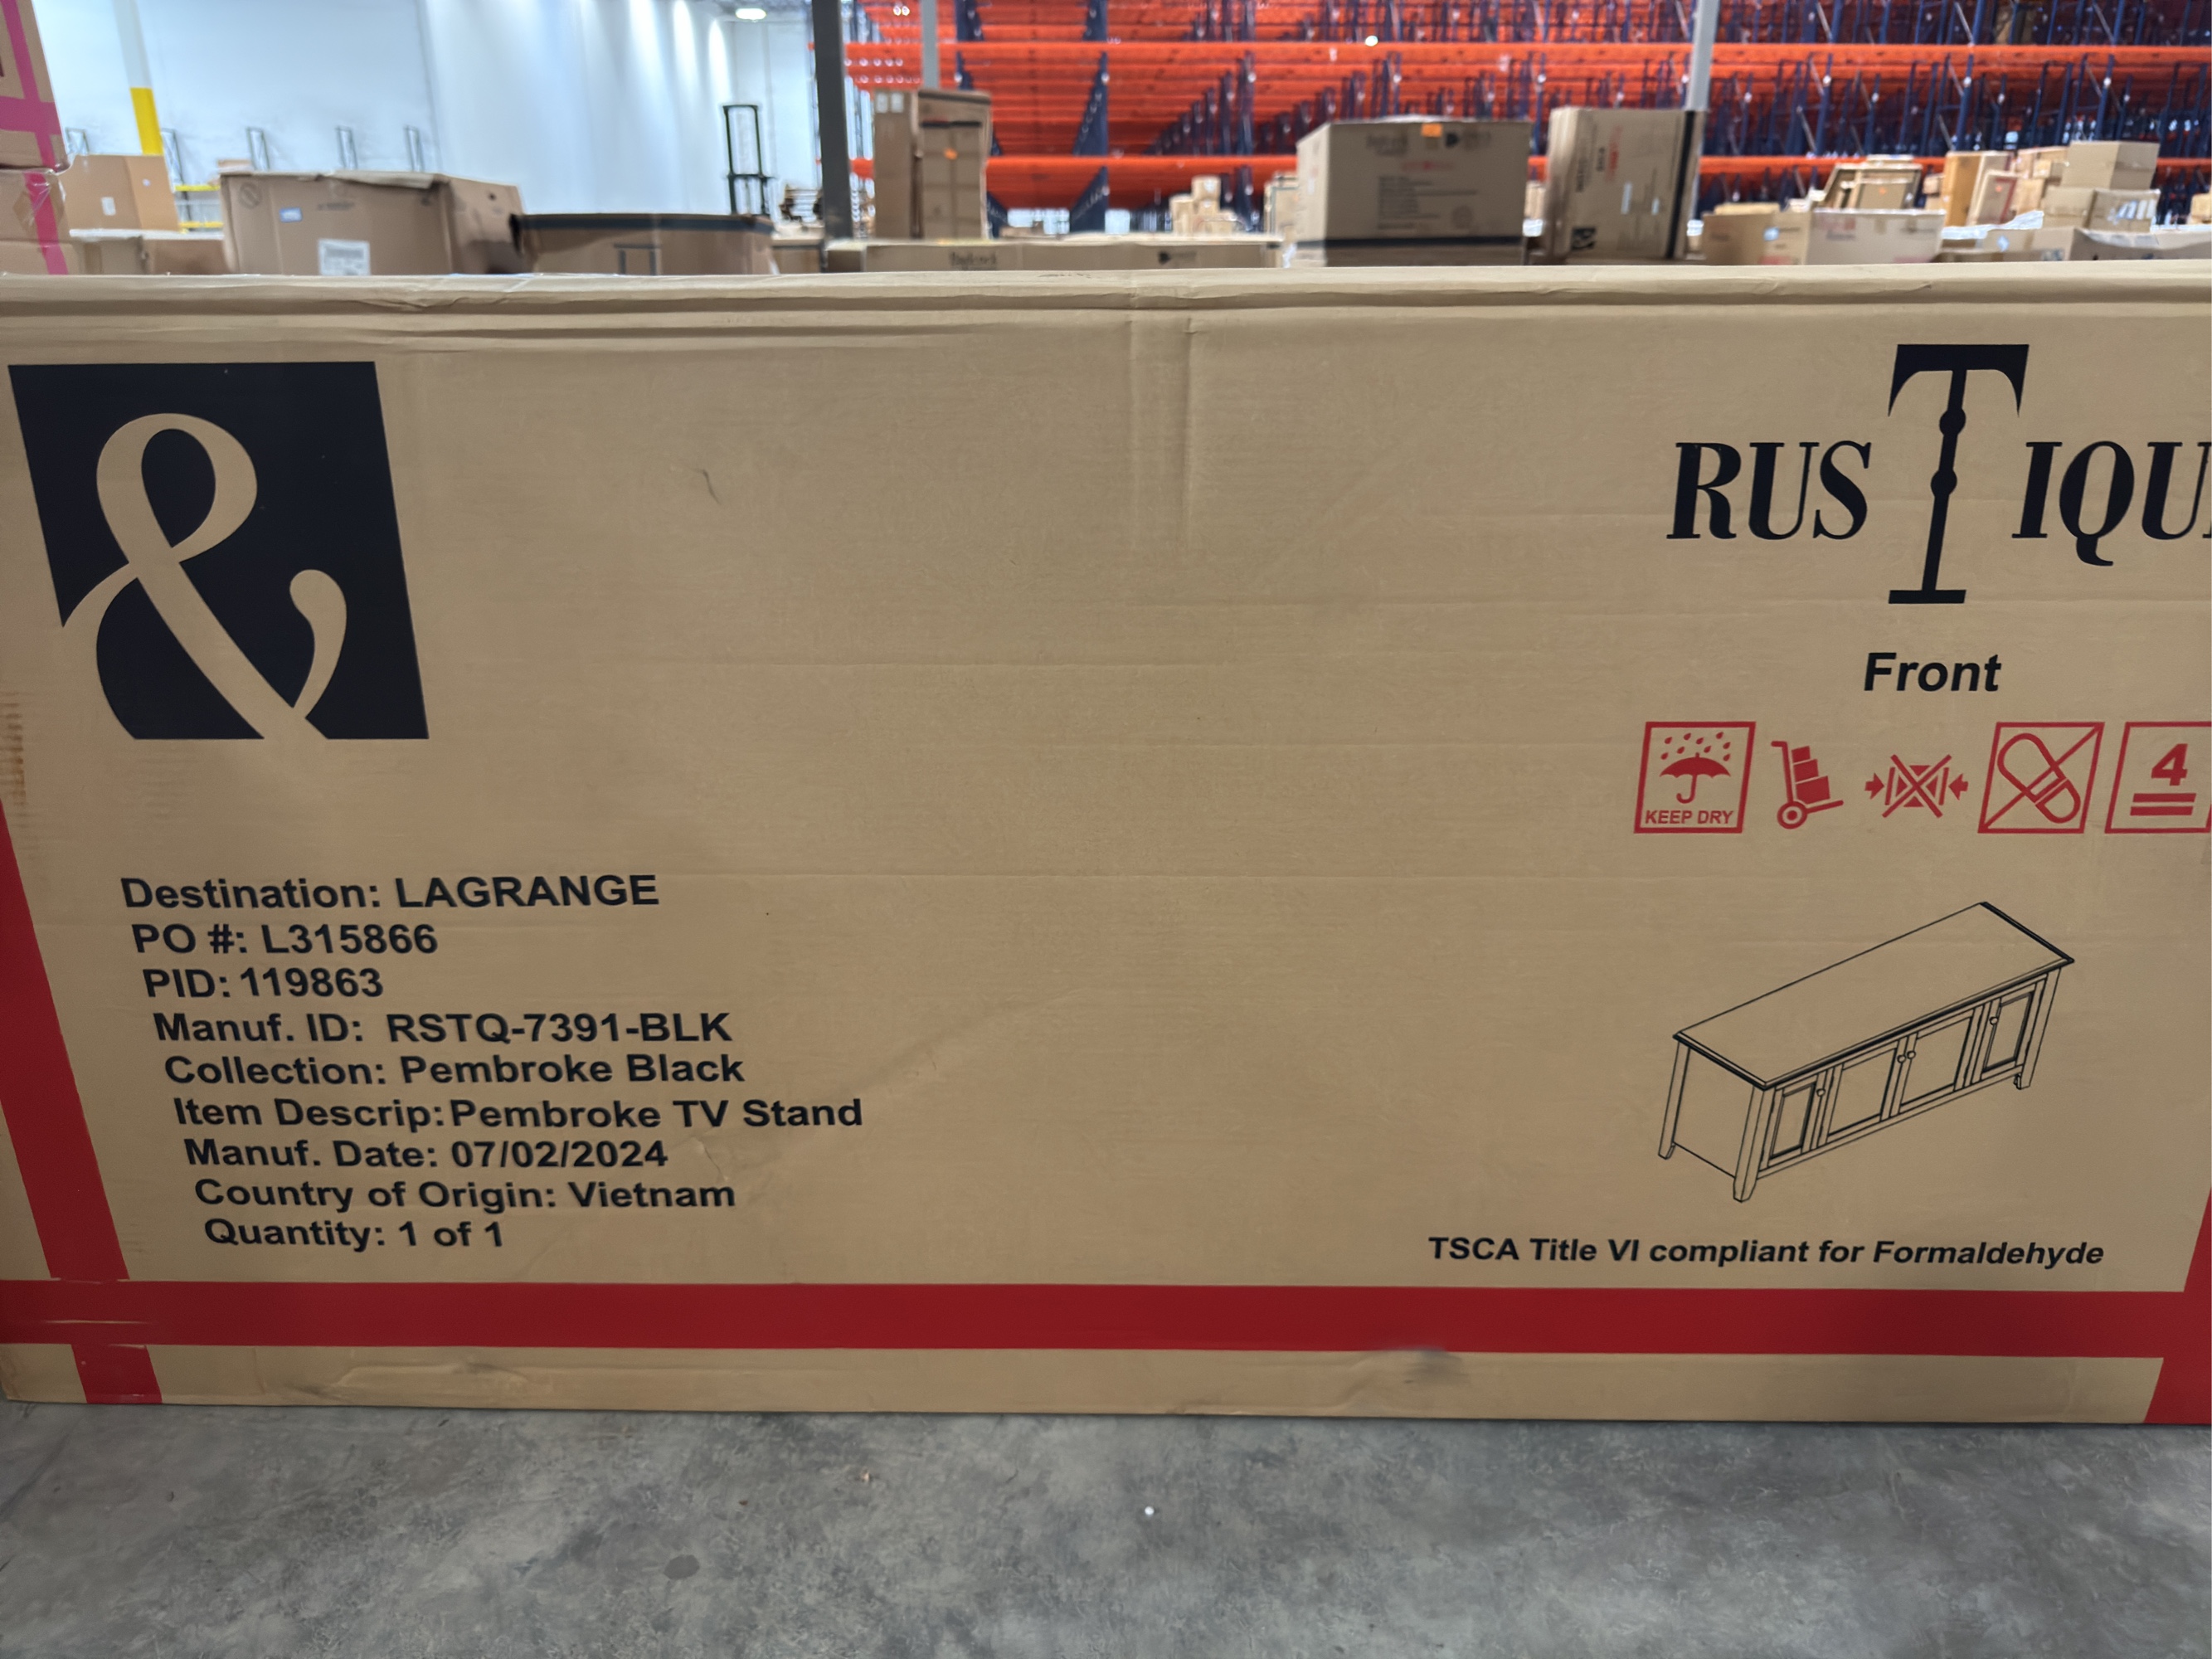 &
RUSTIQU
Front
KEEP DRY
4
Destination: LAGRANGE
PO #: L315866
PID: 119863
Manuf. ID: RSTQ-7391-BLK
Collection: Pembroke Black
Item Descrip: Pembroke TV Stand
Manuf. Date: 07/02/2024
Country of Origin: Vietnam
Quantity: 1 of 1
TSCA Title VI compliant for Formaldehyde